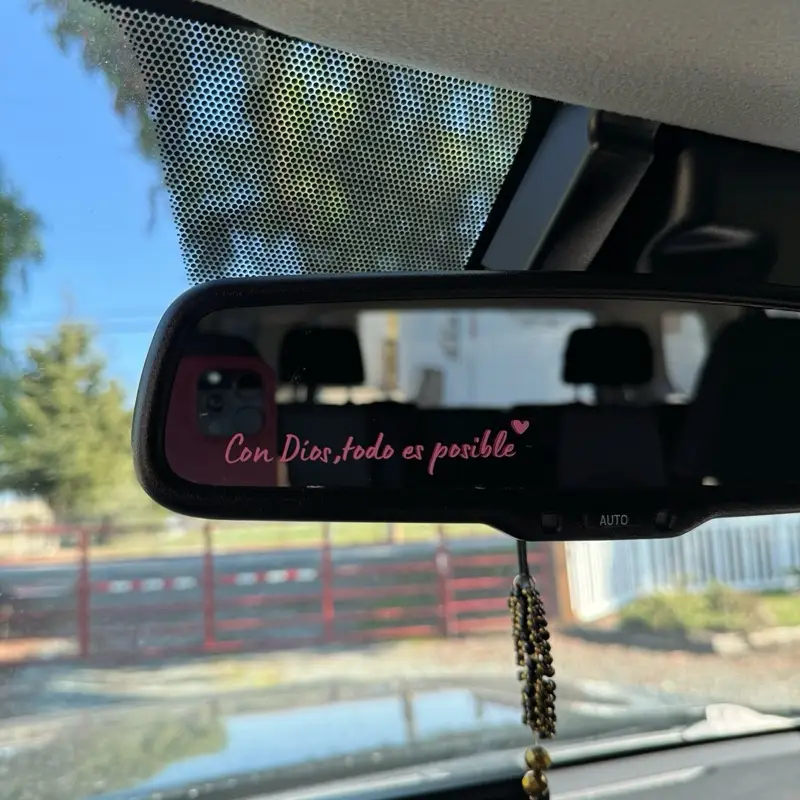 Con Dios,todo es posible
AUTO